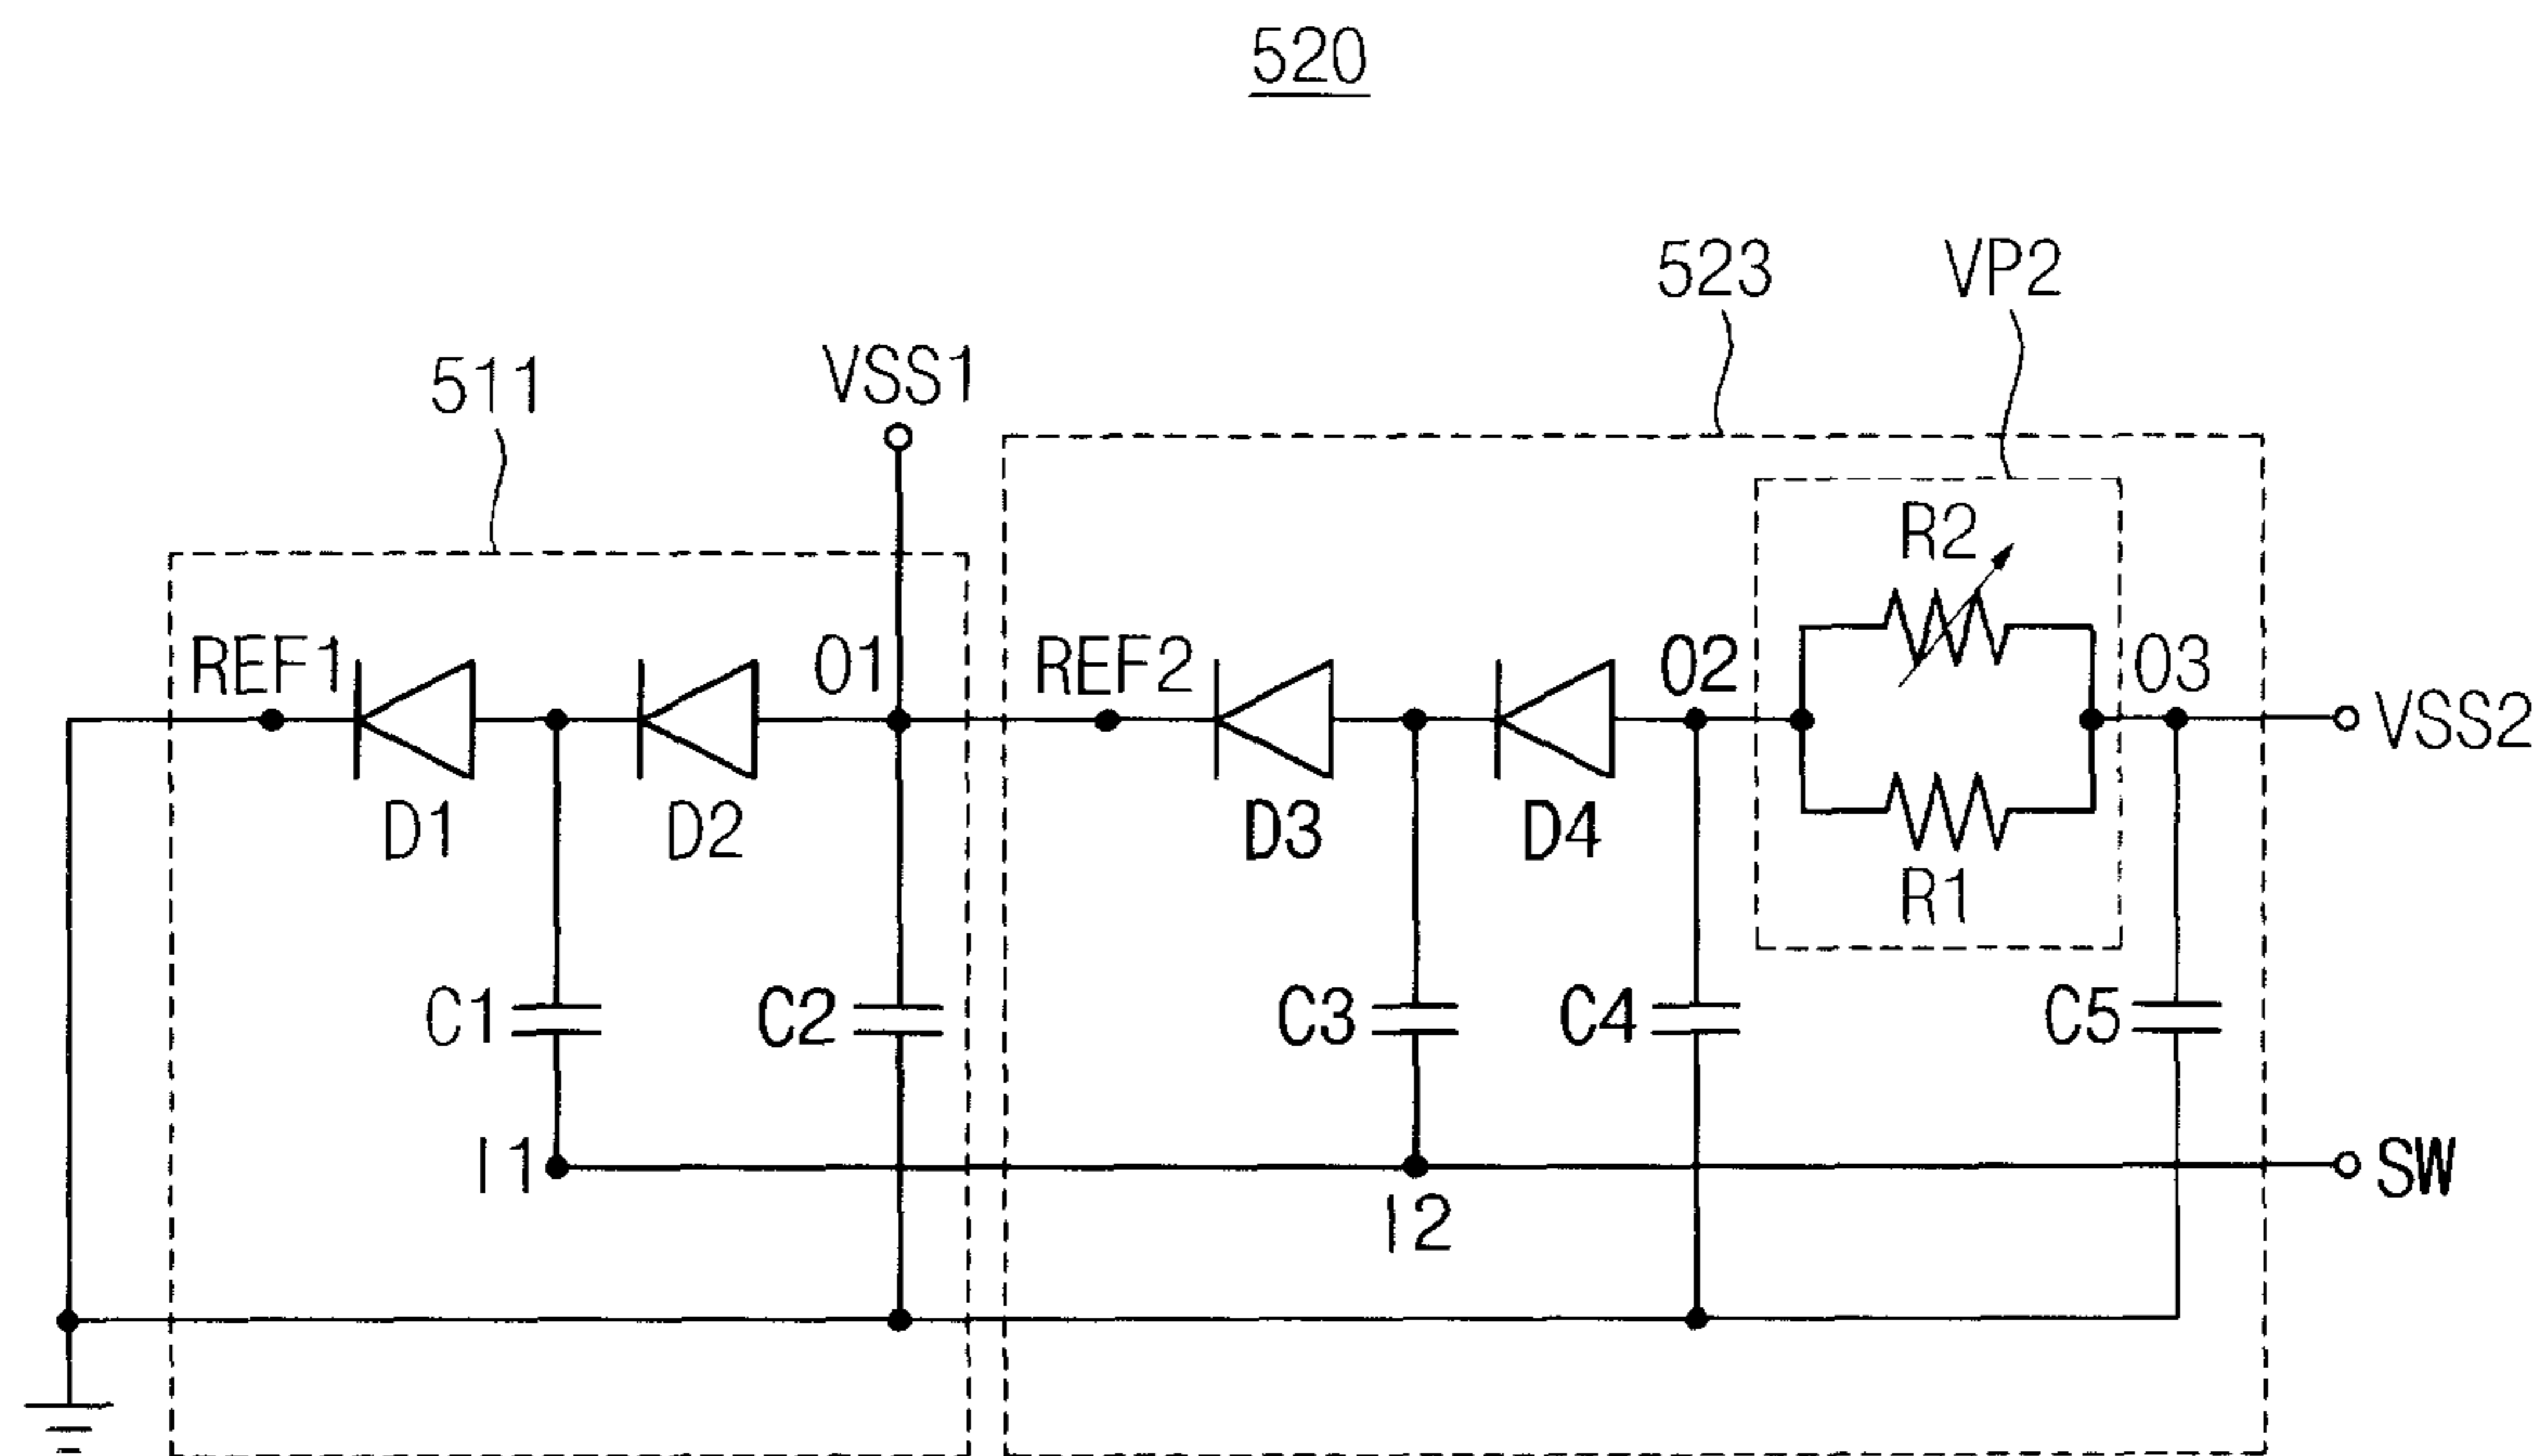 520
523
VP2
VSS1
511
R2
REF1
O1
REF2
O2
O3
VSS2
D1
D2
D3
D4
R1
C1
C2
C3
C4
C5
I1
SW
I2